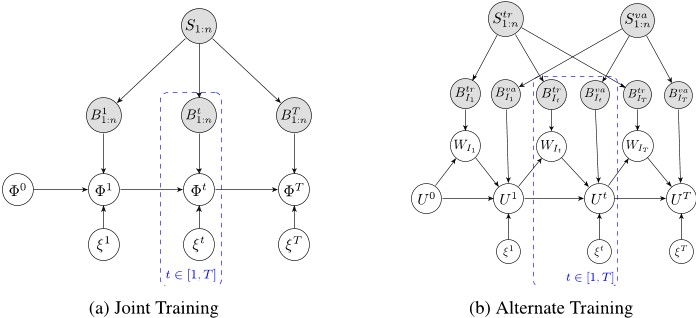 S_{1:n}
B^1_{1:n} B^t_{1:n} B^T_{1:n}
Φ^0 Φ^1 Φ^t Φ^T
ξ^1 ξ^t ξ^T
t ∈ [1, T]
(a) Joint Training
S^{tr}_{1:n} S^{va}_{1:n}
B^{tr}_{I_1} B^{va}_{I_1} B^{tr}_{I_t} B^{va}_{I_t} B^{tr}_{I_T} B^{va}_{I_T}
W_{I_1} W_{I_t} W_{I_T}
U^0 U^1 U^t U^T
ξ^1 ξ^t ξ^T
t ∈ [1, T]
(b) Alternate Training